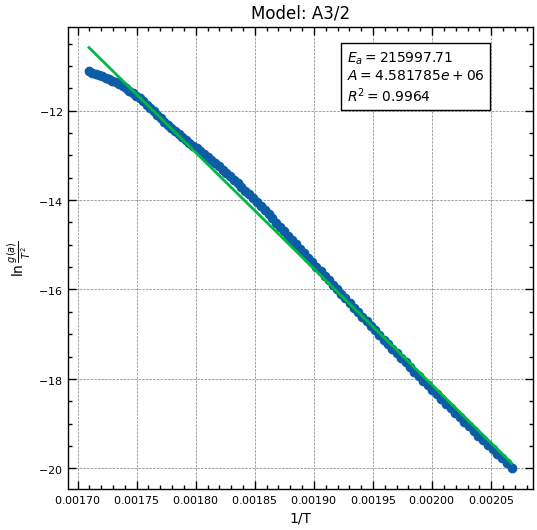 Model: A3/2
E_a = 215997.71
A = 4.581785e + 06
R^2 = 0.9964
−12
−14
−16
−18
−20
ln g(a)/T^2
0.00170 0.00175 0.00180 0.00185 0.00190 0.00195 0.00200 0.00205
1/T